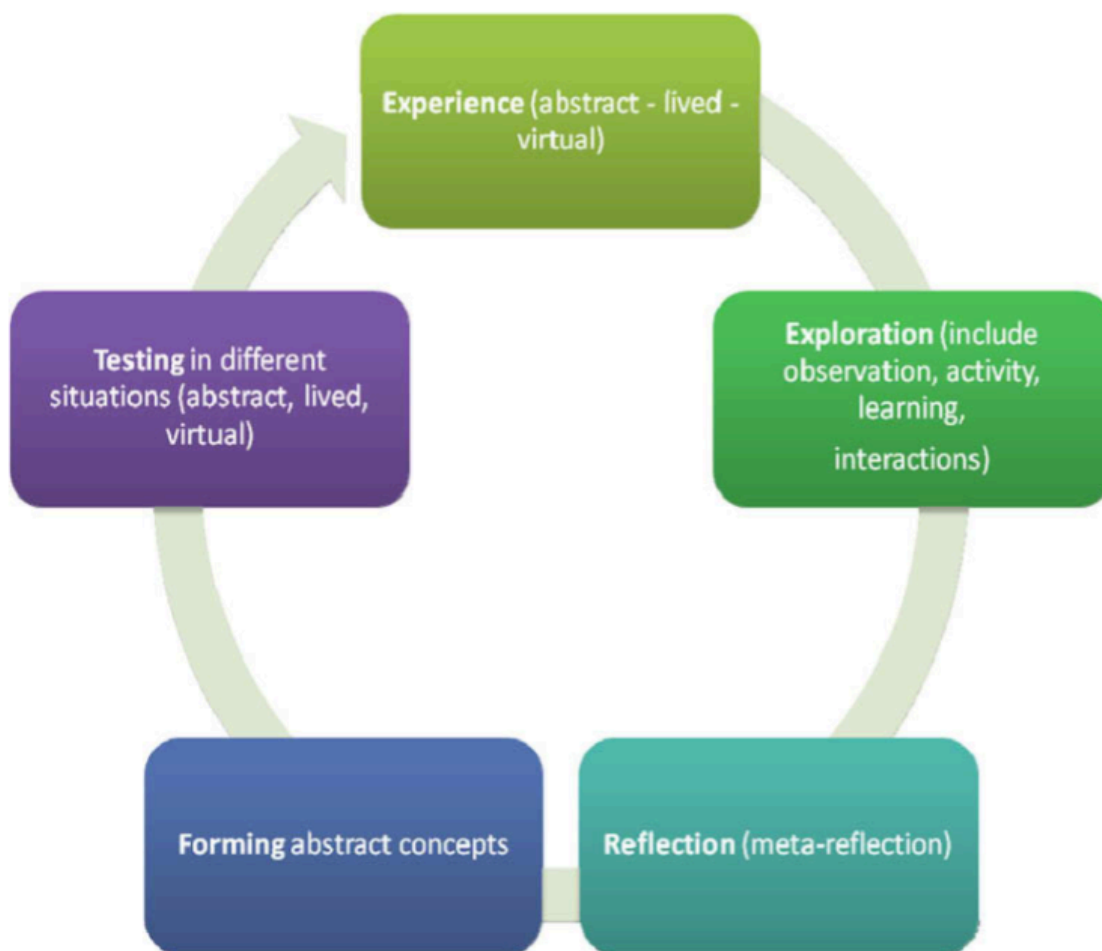 Experience (abstract - lived -
virtual)
Exploration (include
observation, activity,
learning,
interactions)
Reflection (meta-reflection)
Forming abstract concepts
Testing in different
situations (abstract, lived,
virtual)